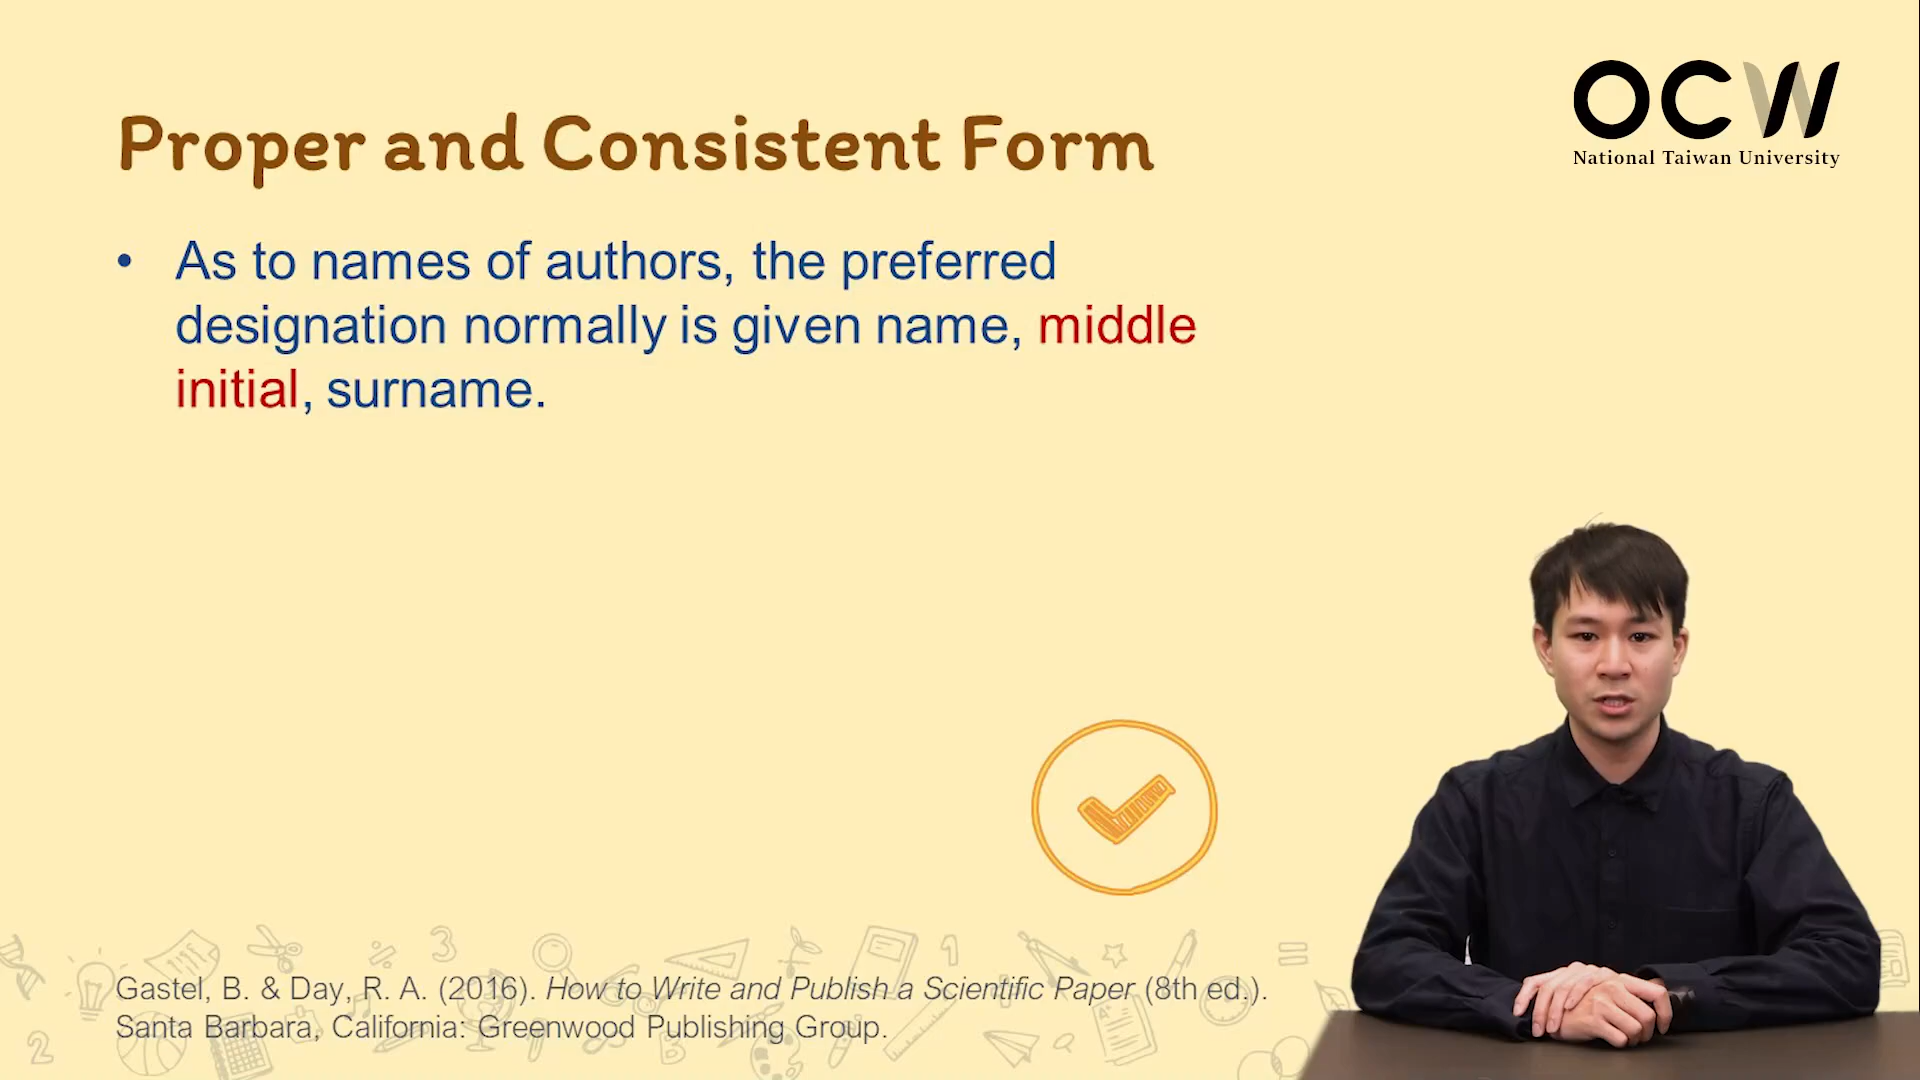 OCW
National Taiwan University
Proper and Consistent Form
• As to names of authors, the preferred
designation normally is given name, middle
initial, surname.
Gastel, B. & Day, R. A. (2016). How to Write and Publish a Scientific Paper (8th ed.).
Santa Barbara, California: Greenwood Publishing Group.